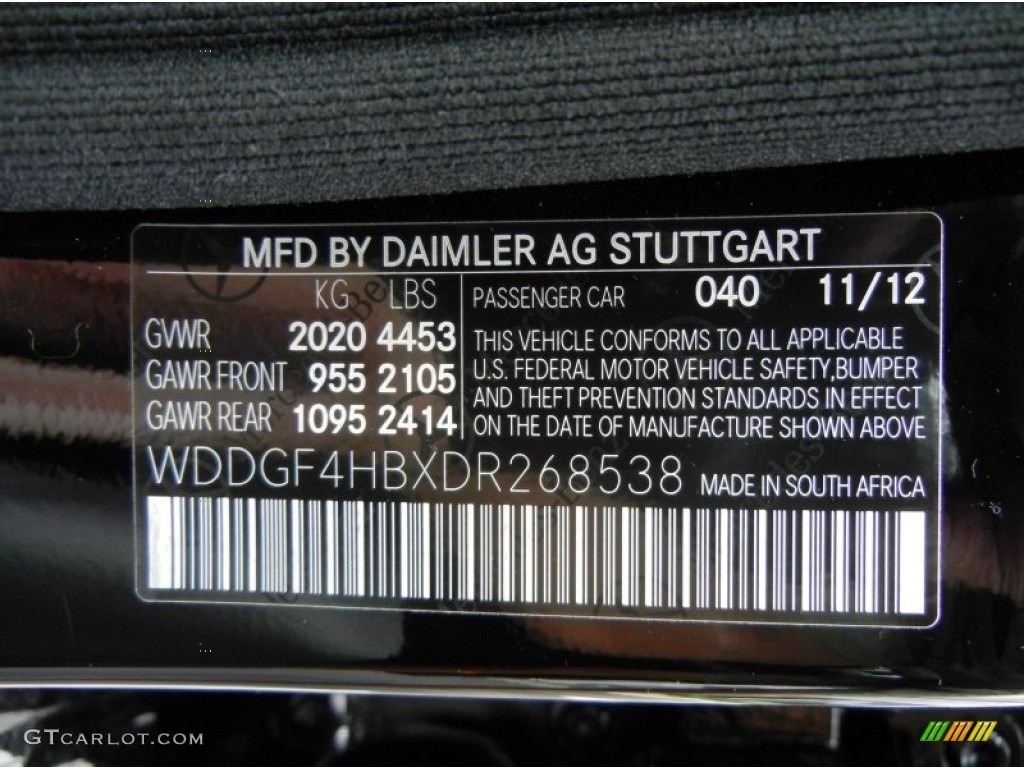 MFD BY DAIMLER AG STUTTGART
KG LBS
GVWR 2020 4453
GAWR FRONT 955 2105
GAWR REAR 1095 2414
PASSENGER CAR 040 11/12
THIS VEHICLE CONFORMS TO ALL APPLICABLE
U.S. FEDERAL MOTOR VEHICLE SAFETY,BUMPER
AND THEFT PREVENTION STANDARDS IN EFFECT
ON THE DATE OF MANUFACTURE SHOWN ABOVE
WDDGF4HBXDR268538 MADE IN SOUTH AFRICA
GTCARLOT.COM